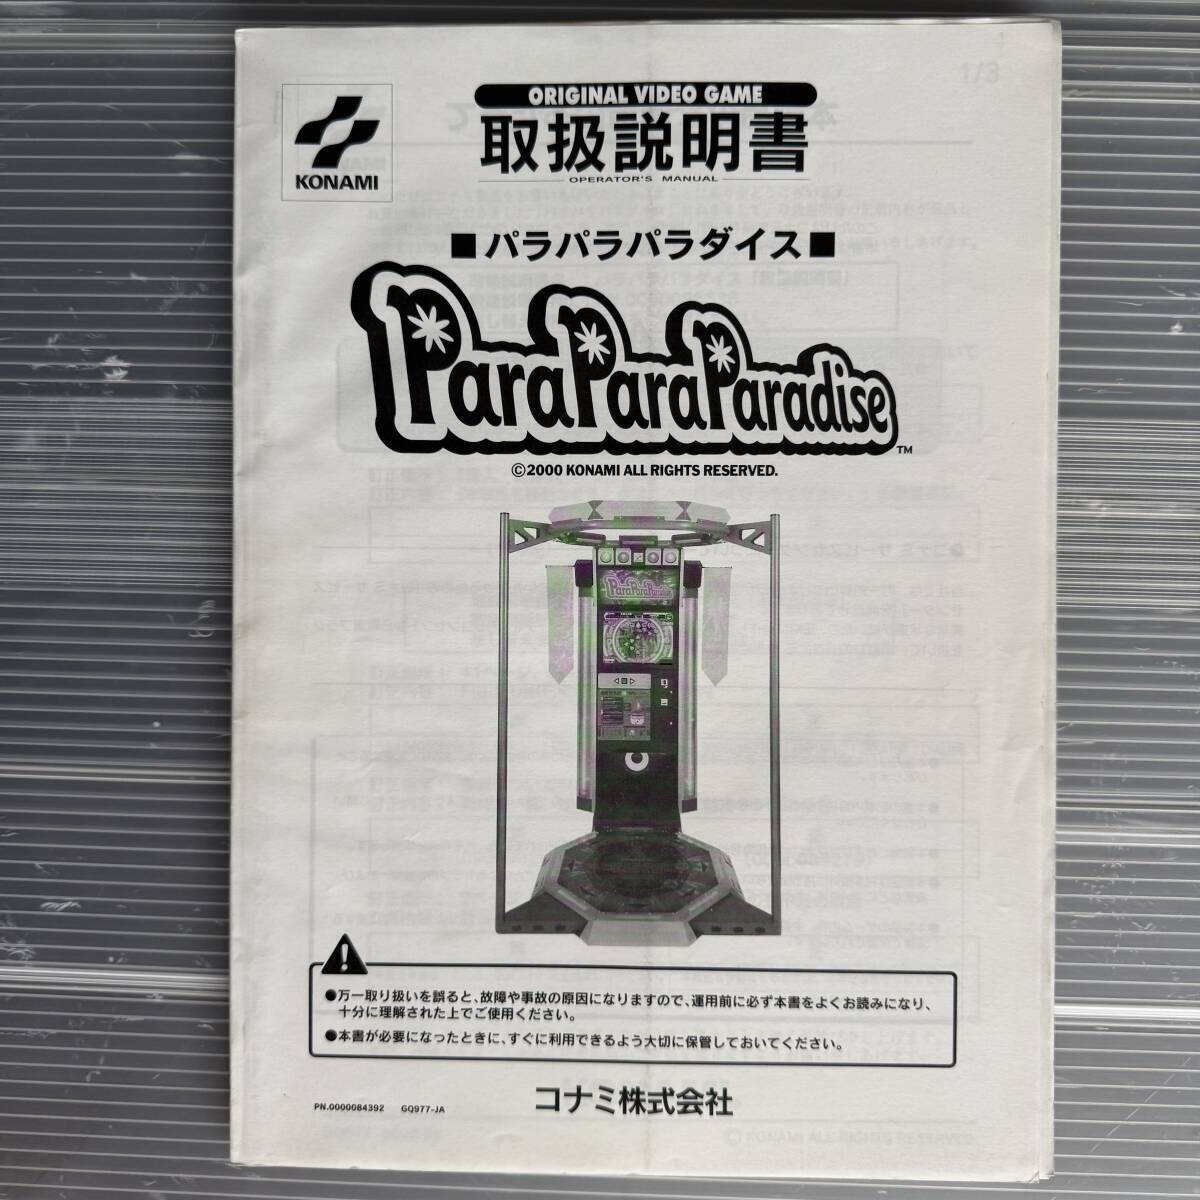 1/3
KONAMI
ORIGINAL VIDEO GAME
取扱説明書
OPERATOR'S MANUAL
■パラパラパラダイス■
ParaParaParadise™
©2000 KONAMI ALL RIGHTS RESERVED.
ParaParaParadise
●万一取り扱いを誤ると、故障や事故の原因になりますので、運用前に必ず本書をよくお読みになり、
十分に理解された上でご使用ください。
●本書が必要になったときに、すぐに利用できるよう大切に保管しておいてください。
PN.0000084392 GQ977-JA
コナミ株式会社
© KONAMI ALL RIGHTS RESERVED